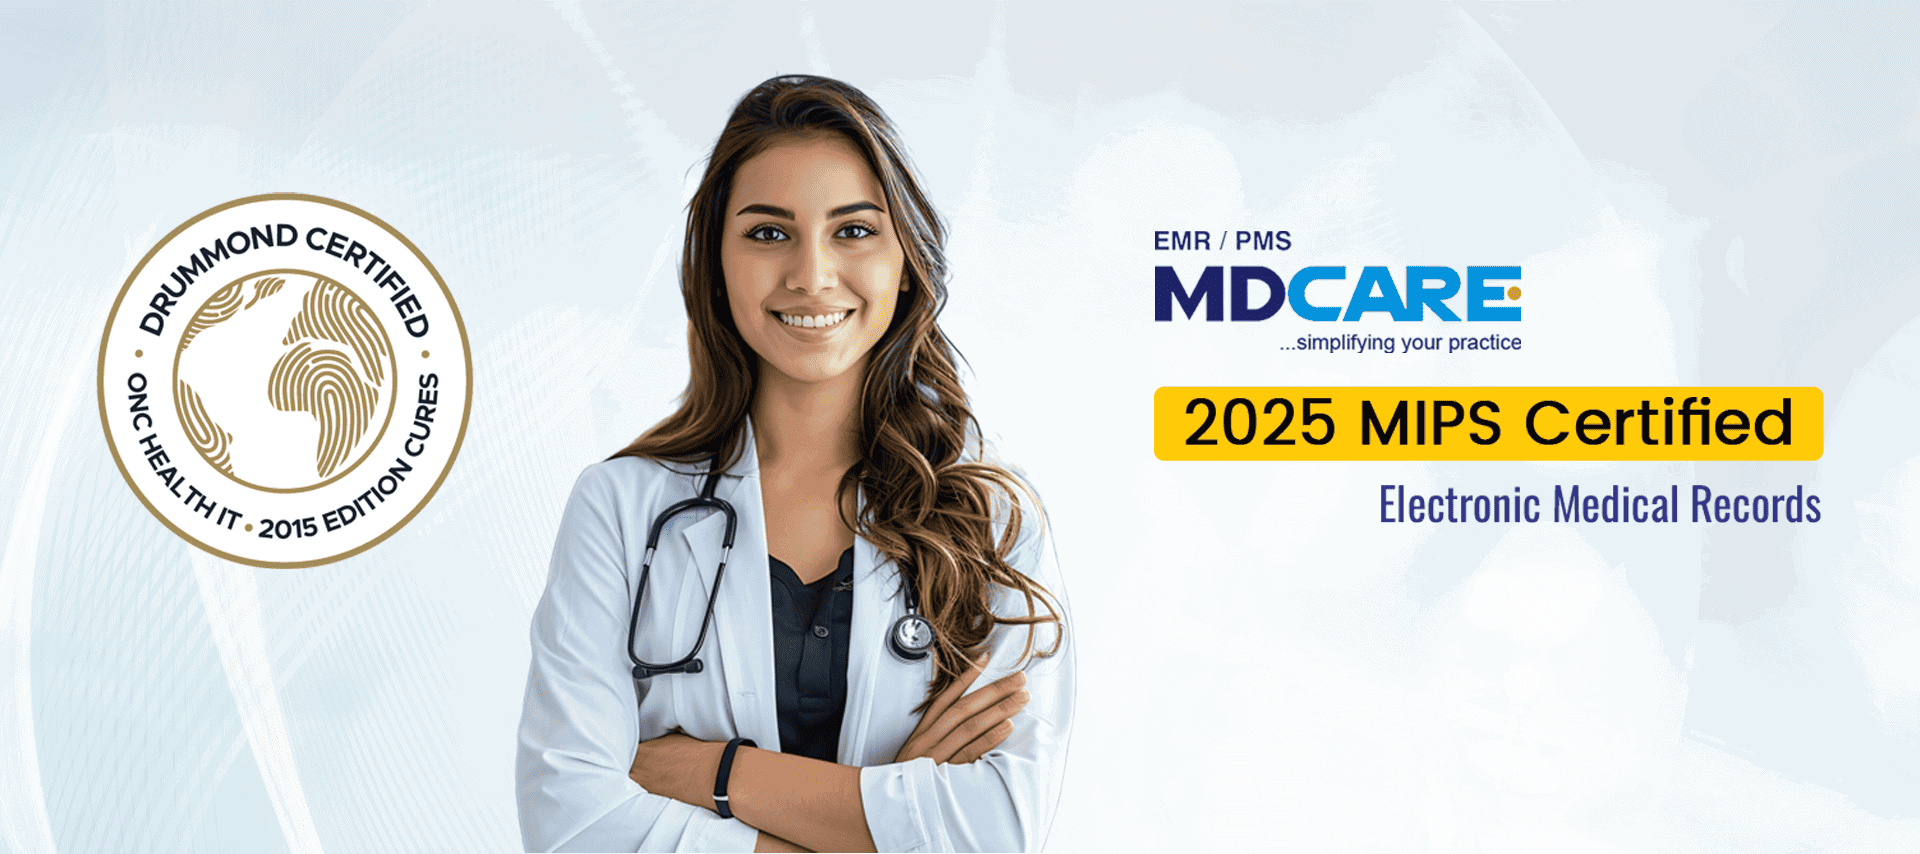 DRUMMOND CERTIFIED
ONC HEALTH IT • 2015 EDITION CURES
EMR / PMS
MDCARE
...simplifying your practice
2025 MIPS Certified
Electronic Medical Records